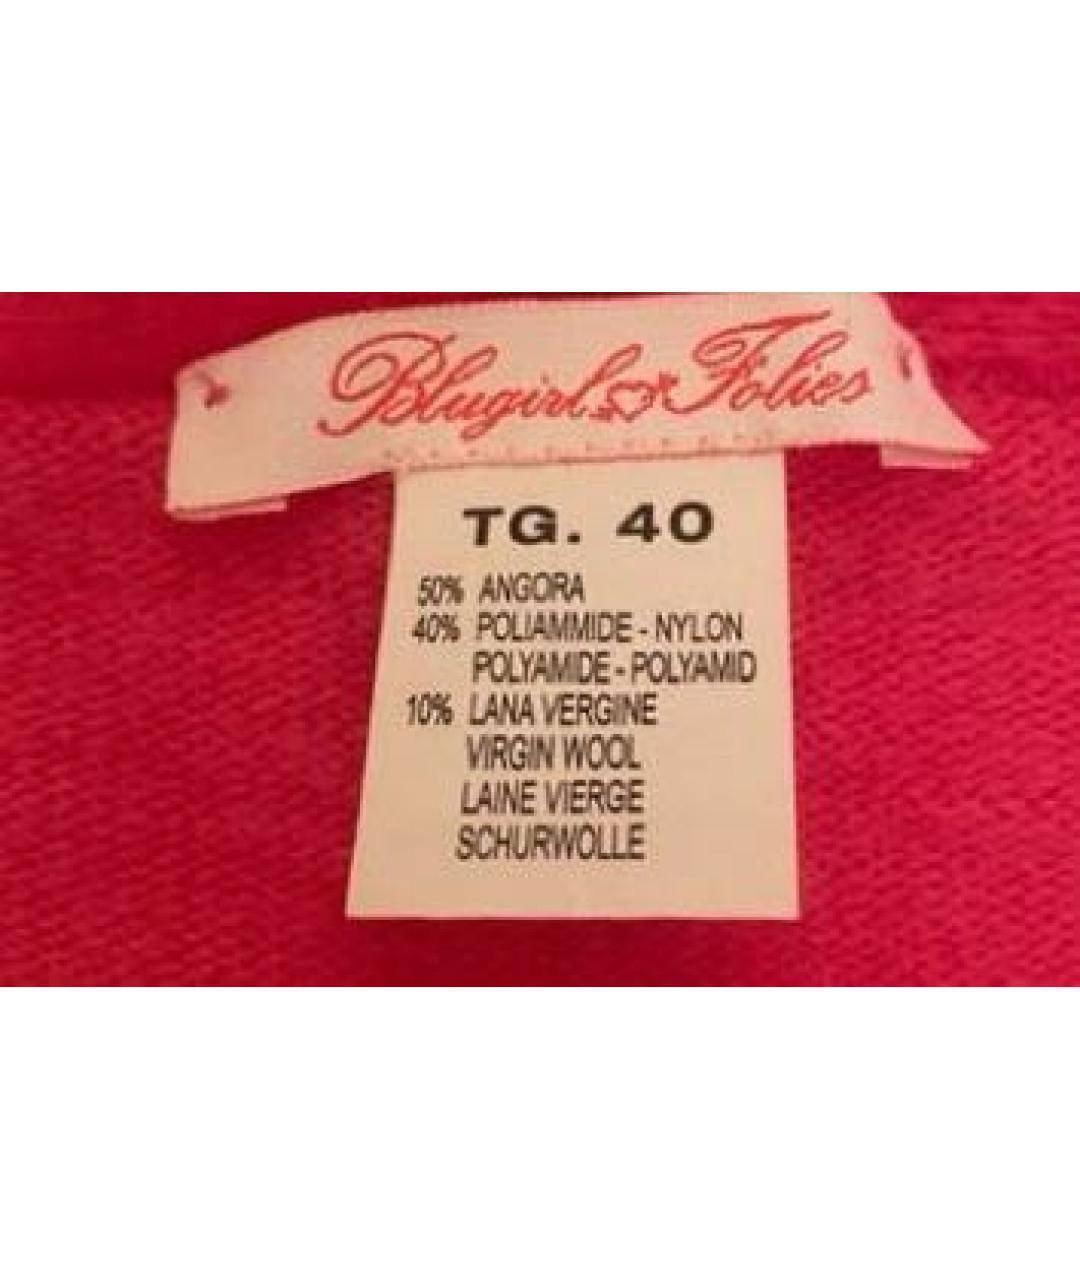 Blugirl Folies
TG. 40
50% ANGORA
40% POLIAMMIDE - NYLON
POLYAMIDE - POLYAMID
10% LANA VERGINE
VIRGIN WOOL
LAINE VIERGE
SCHURWOLLE